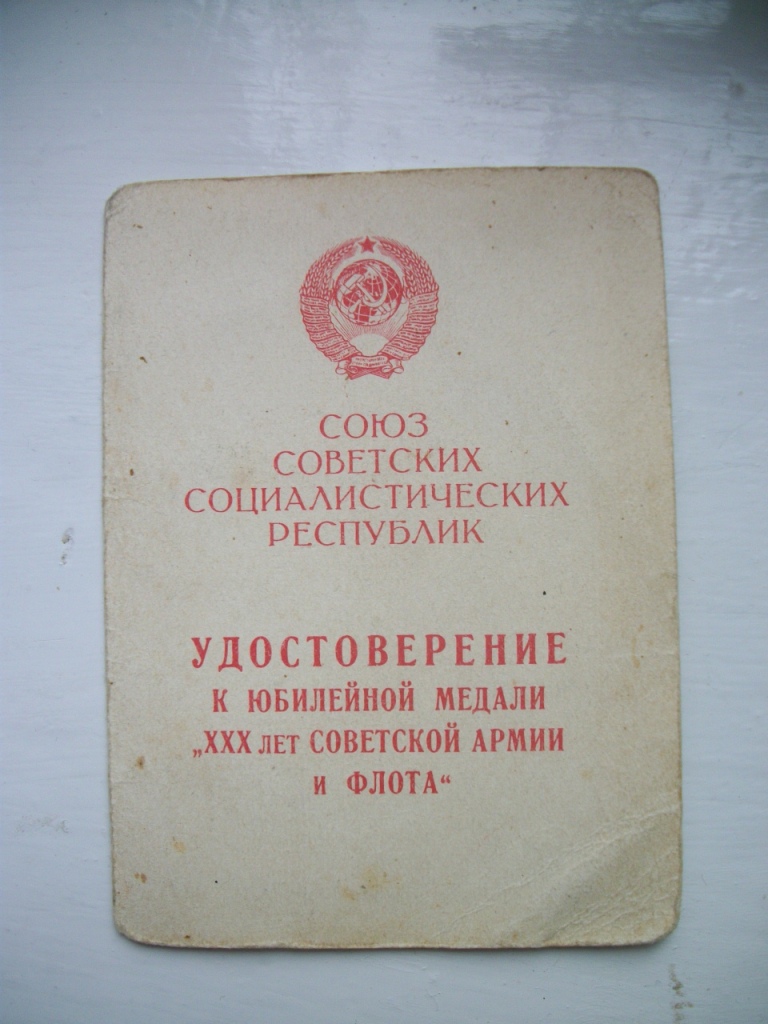 СОЮЗ
СОВЕТСКИХ
СОЦИАЛИСТИЧЕСКИХ
РЕСПУБЛИК
УДОСТОВЕРЕНИЕ
К ЮБИЛЕЙНОЙ МЕДАЛИ
„XXX ЛЕТ СОВЕТСКОЙ АРМИИ
И ФЛОТА“